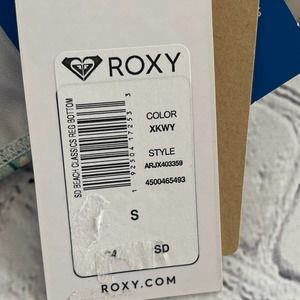 ROXY
SD BEACH CLASSICS REG BOTTOM
COLOR
XKWY
STYLE
ARJX403359
4500465493
S
SD
ROXY.COM